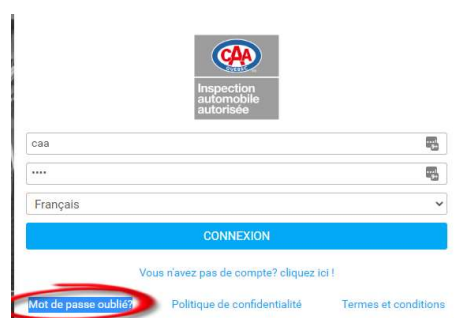 CAA
QUÉBEC
Inspection
automobile
autorisée
caa
••••
Français
CONNEXION
Vous n'avez pas de compte? cliquez ici !
Mot de passe oublié? Politique de confidentialité Termes et conditions